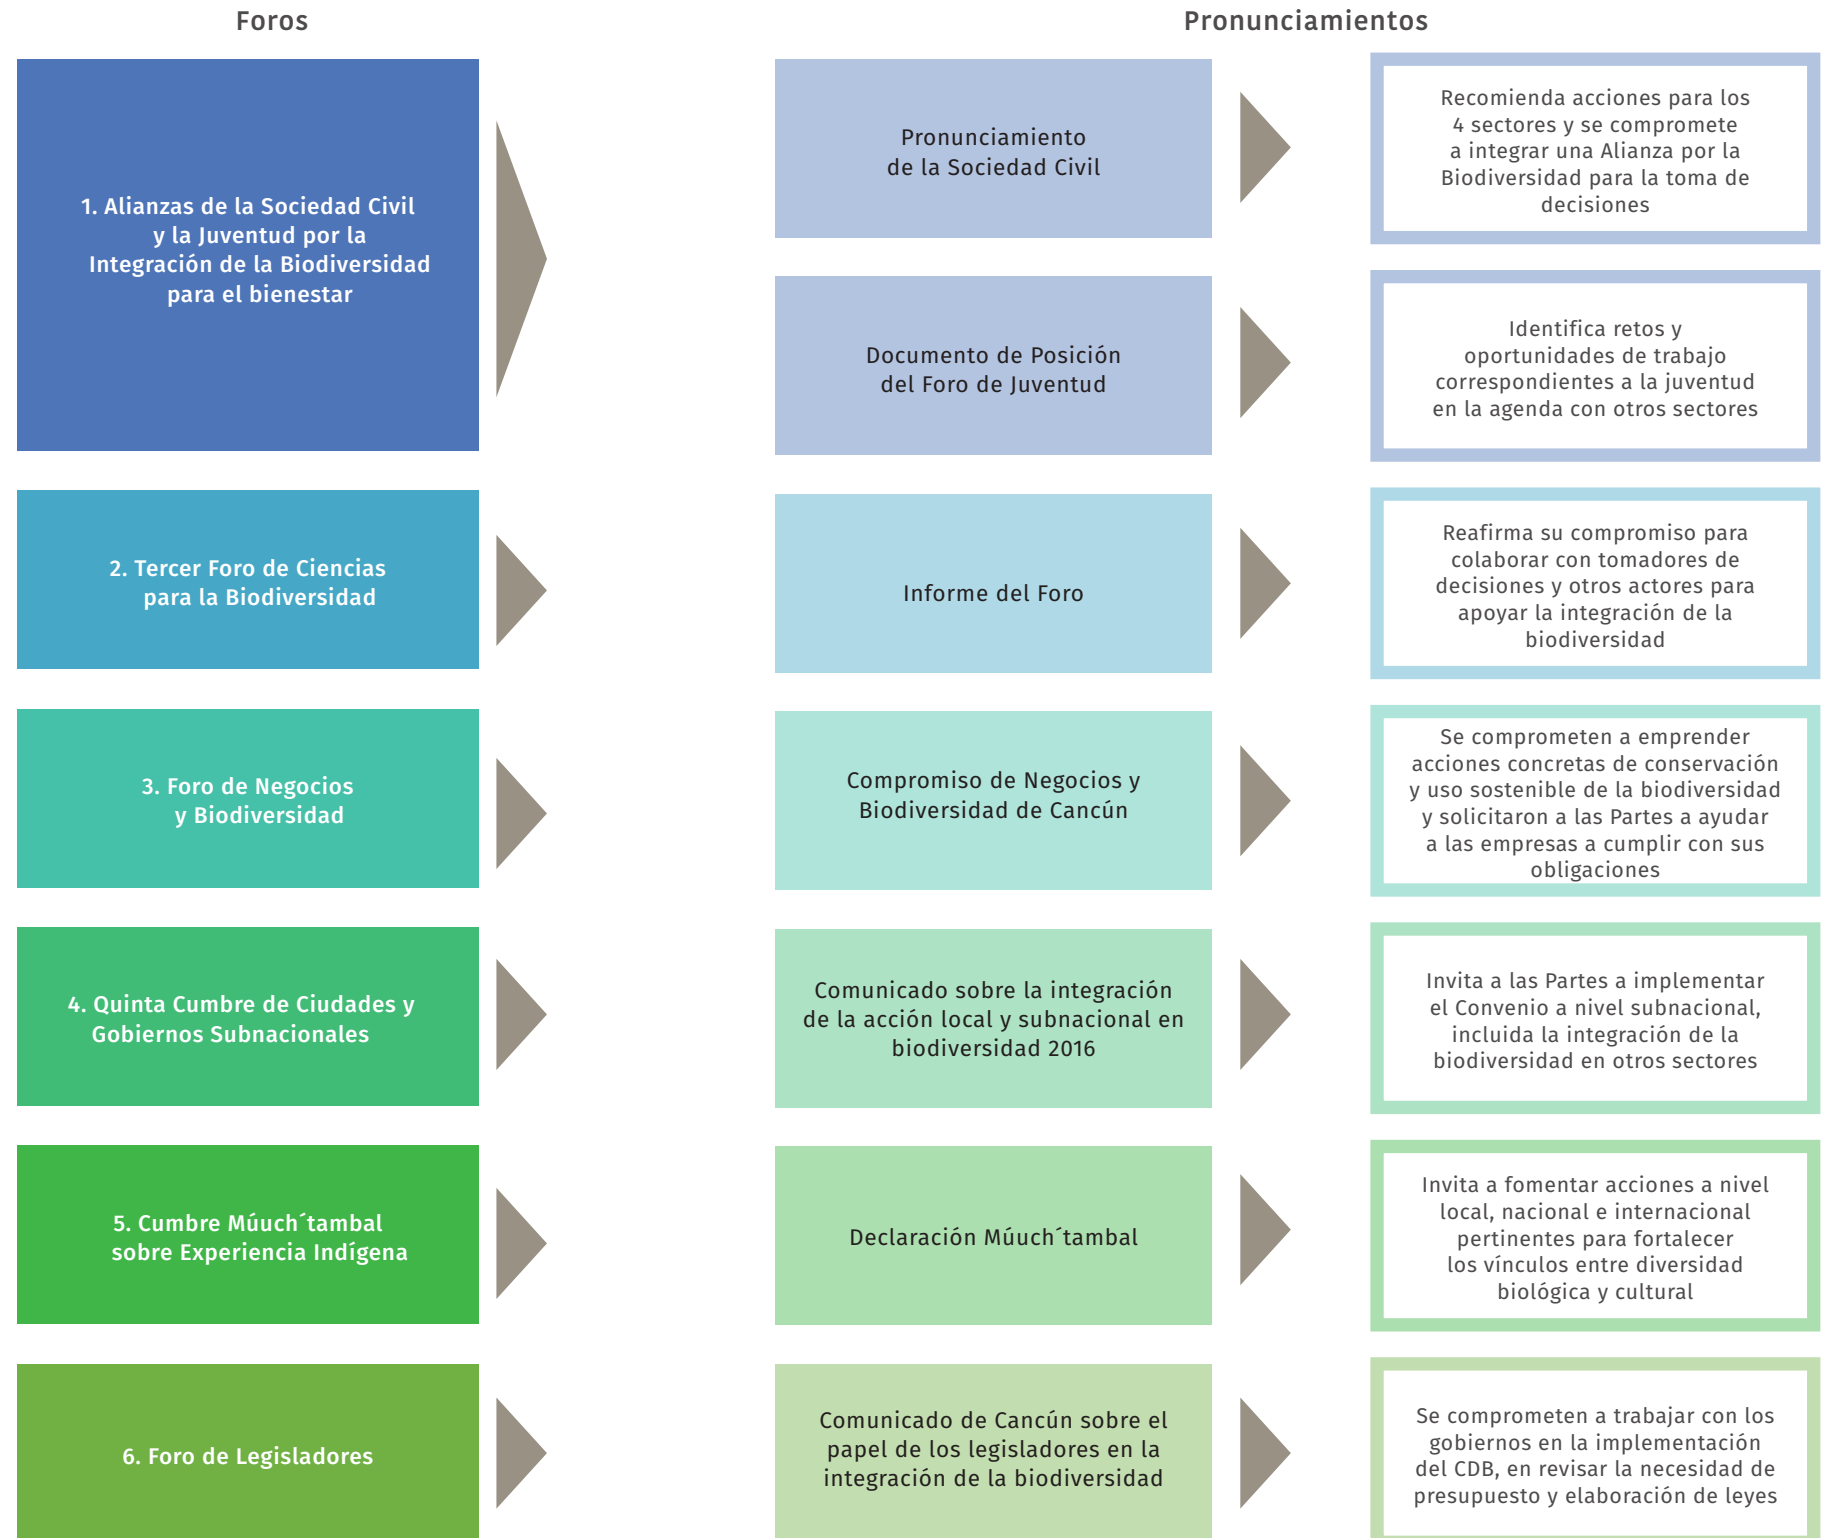 Foros
Pronunciamientos
1. Alianzas de la Sociedad Civil
y la Juventud por la
Integración de la Biodiversidad
para el bienestar
Pronunciamiento
de la Sociedad Civil
Recomienda acciones para los
4 sectores y se compromete
a integrar una Alianza por la
Biodiversidad para la toma de
decisiones
Documento de Posición
del Foro de Juventud
Identifica retos y
oportunidades de trabajo
correspondientes a la juventud
en la agenda con otros sectores
2. Tercer Foro de Ciencias
para la Biodiversidad
Informe del Foro
Reafirma su compromiso para
colaborar con tomadores de
decisiones y otros actores para
apoyar la integración de la
biodiversidad
3. Foro de Negocios
y Biodiversidad
Compromiso de Negocios y
Biodiversidad de Cancún
Se comprometen a emprender
acciones concretas de conservación
y uso sostenible de la biodiversidad
y solicitaron a las Partes a ayudar
a las empresas a cumplir con sus
obligaciones
4. Quinta Cumbre de Ciudades y
Gobiernos Subnacionales
Comunicado sobre la integración
de la acción local y subnacional en
biodiversidad 2016
Invita a las Partes a implementar
el Convenio a nivel subnacional,
incluida la integración de la
biodiversidad en otros sectores
5. Cumbre Múuch´tambal
sobre Experiencia Indígena
Declaración Múuch´tambal
Invita a fomentar acciones a nivel
local, nacional e internacional
pertinentes para fortalecer
los vínculos entre diversidad
biológica y cultural
6. Foro de Legisladores
Comunicado de Cancún sobre el
papel de los legisladores en la
integración de la biodiversidad
Se comprometen a trabajar con los
gobiernos en la implementación
del CDB, en revisar la necesidad de
presupuesto y elaboración de leyes